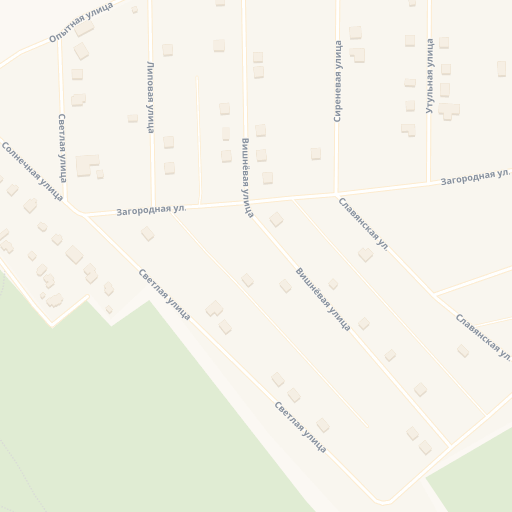 Опытная улица
Липовая улица
Сиреневая улица
Утульная улица
Светлая улица
Солнечная улица
Вишнёвая улица
Загородная ул.
Загородная ул.
Славянская ул.
Светлая улица
Вишнёвая улица
Славянская ул.
Светлая улица